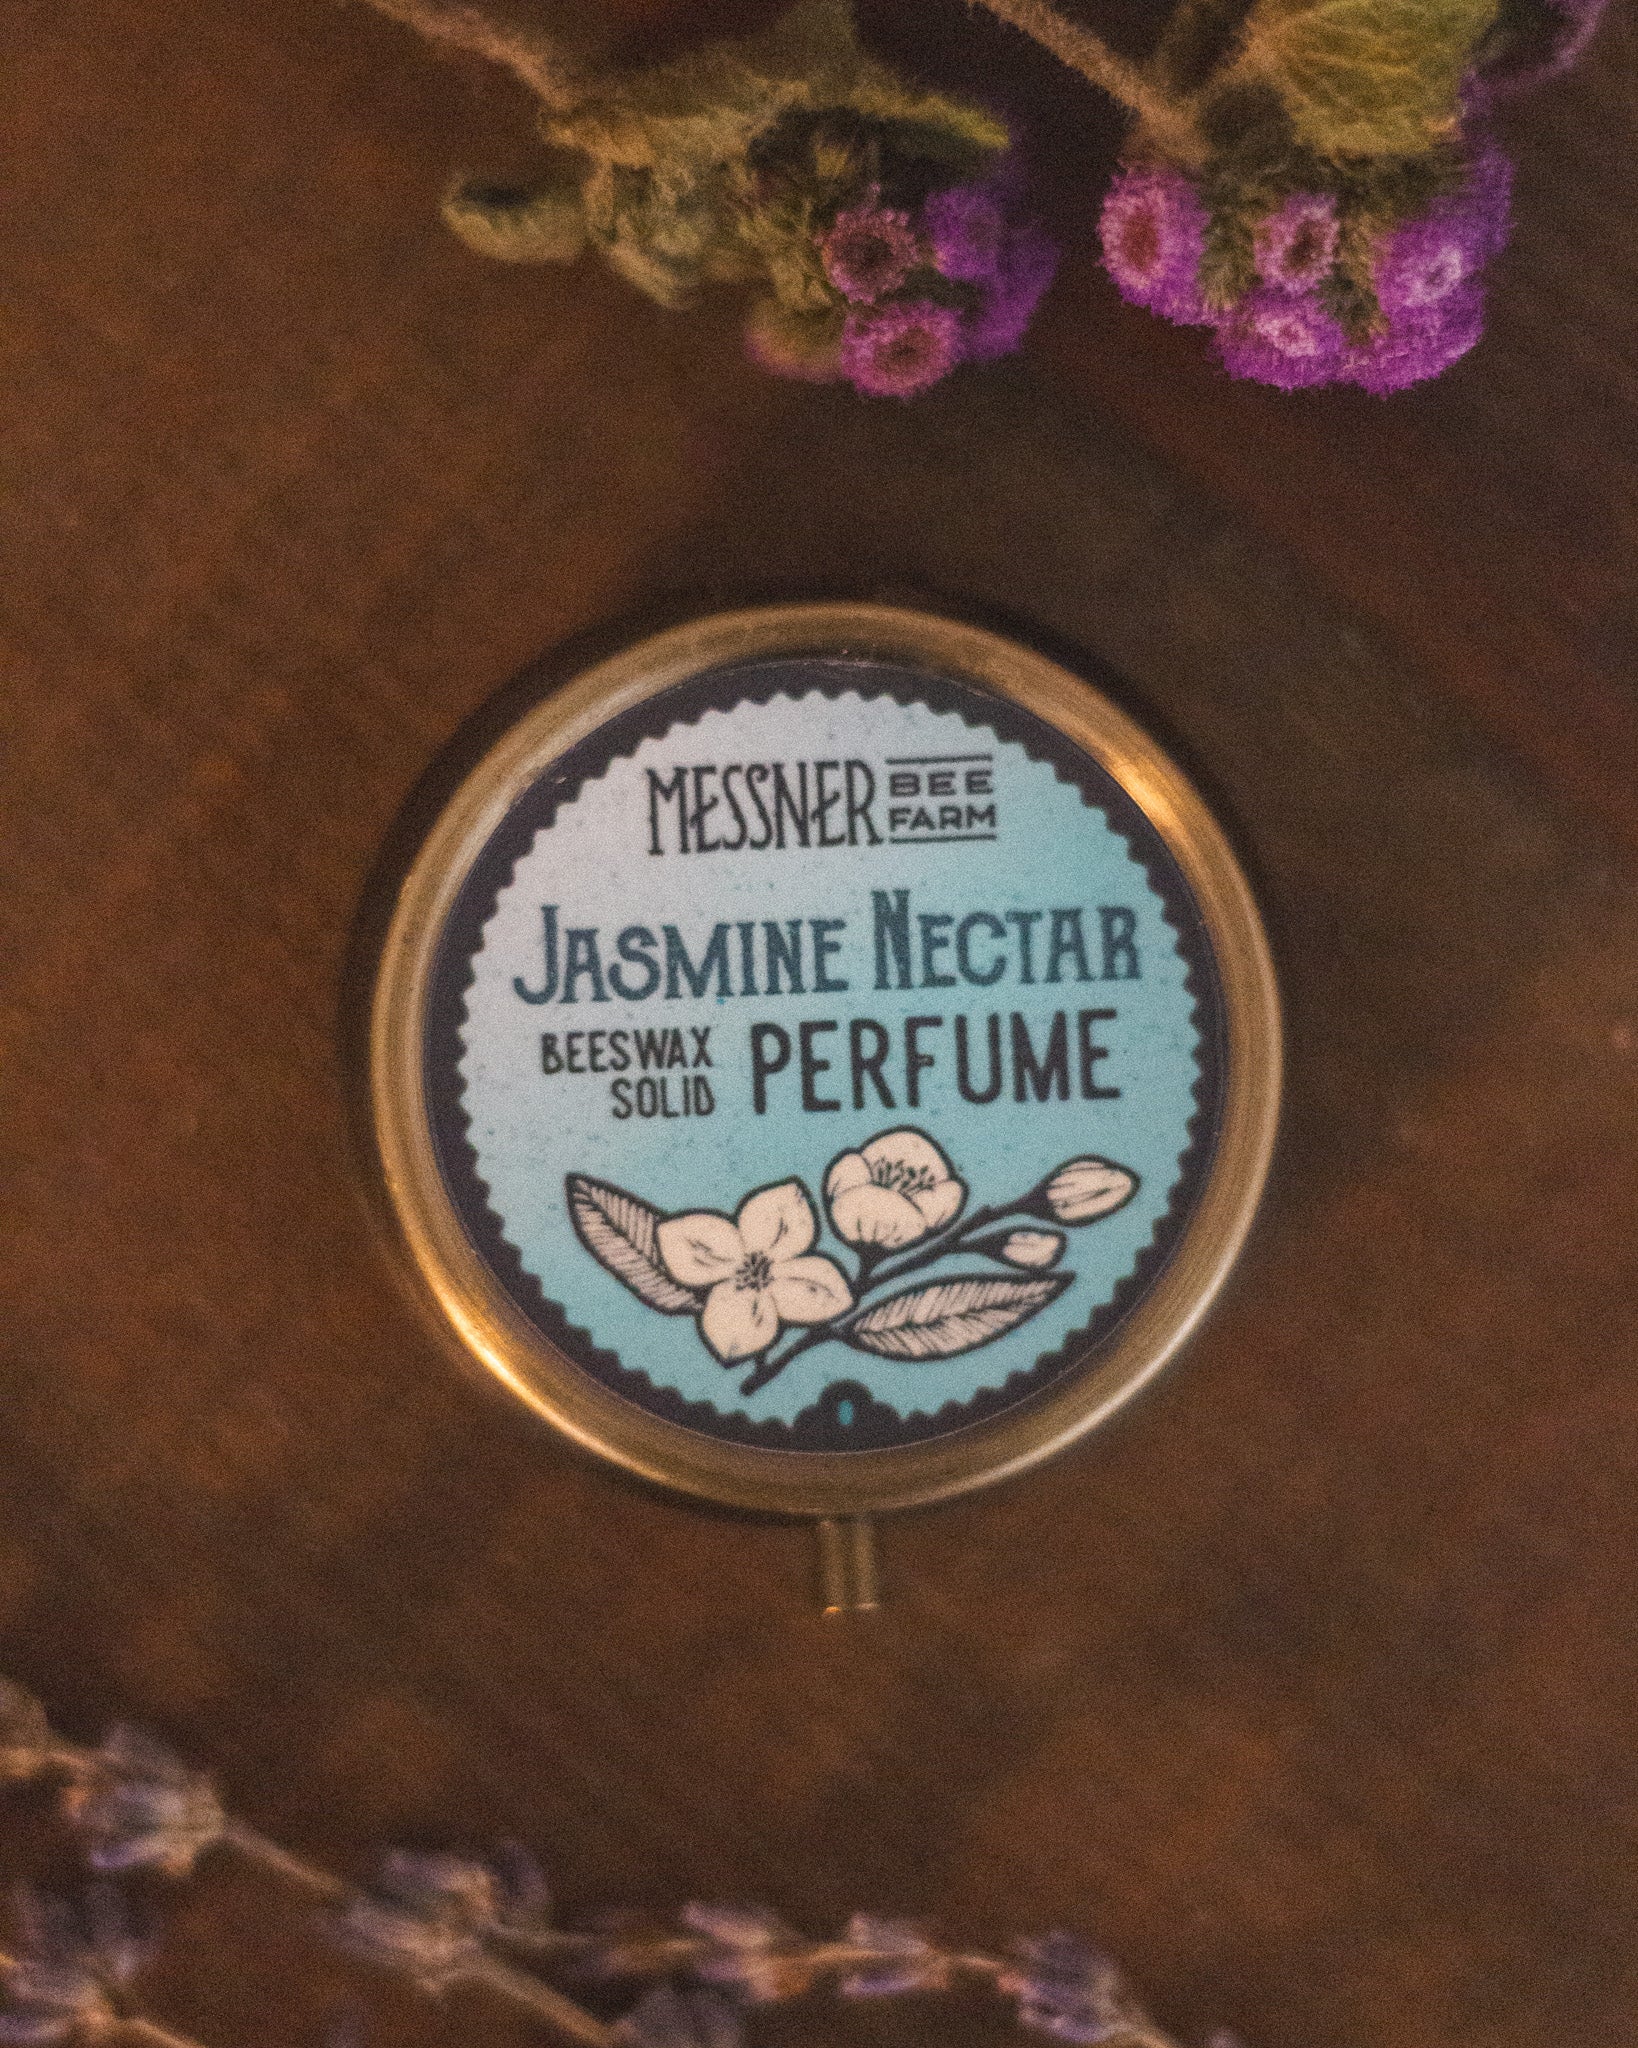 MESSNER BEE FARM
JASMINE NECTAR
BEESWAX SOLID PERFUME